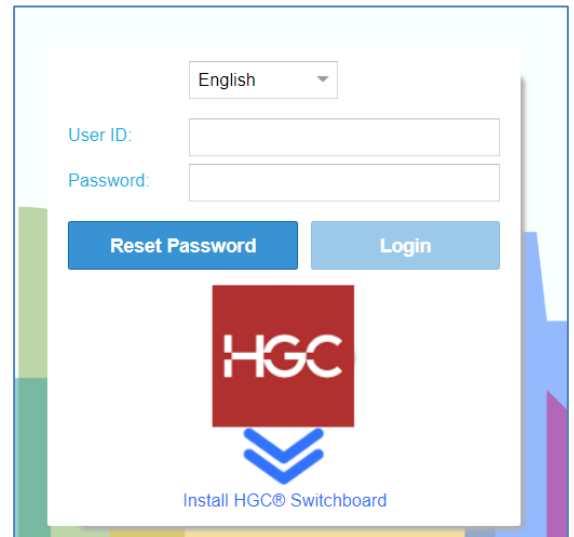 English
User ID:
Password:
Reset Password Login
HGC
Install HGC® Switchboard